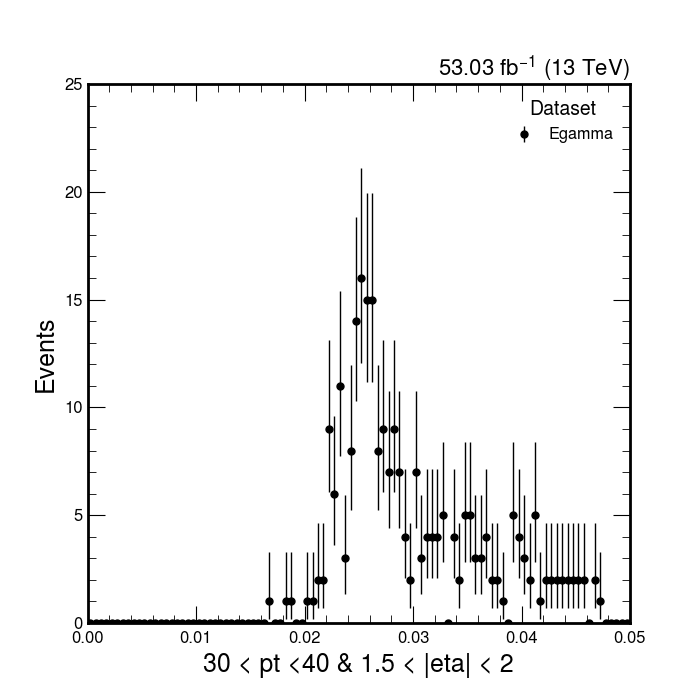 53.03 fb⁻¹ (13 TeV)
Dataset
Egamma
Events
25
20
15
10
5
0
0.00 0.01 0.02 0.03 0.04 0.05
30 < pt <40 & 1.5 < |eta| < 2